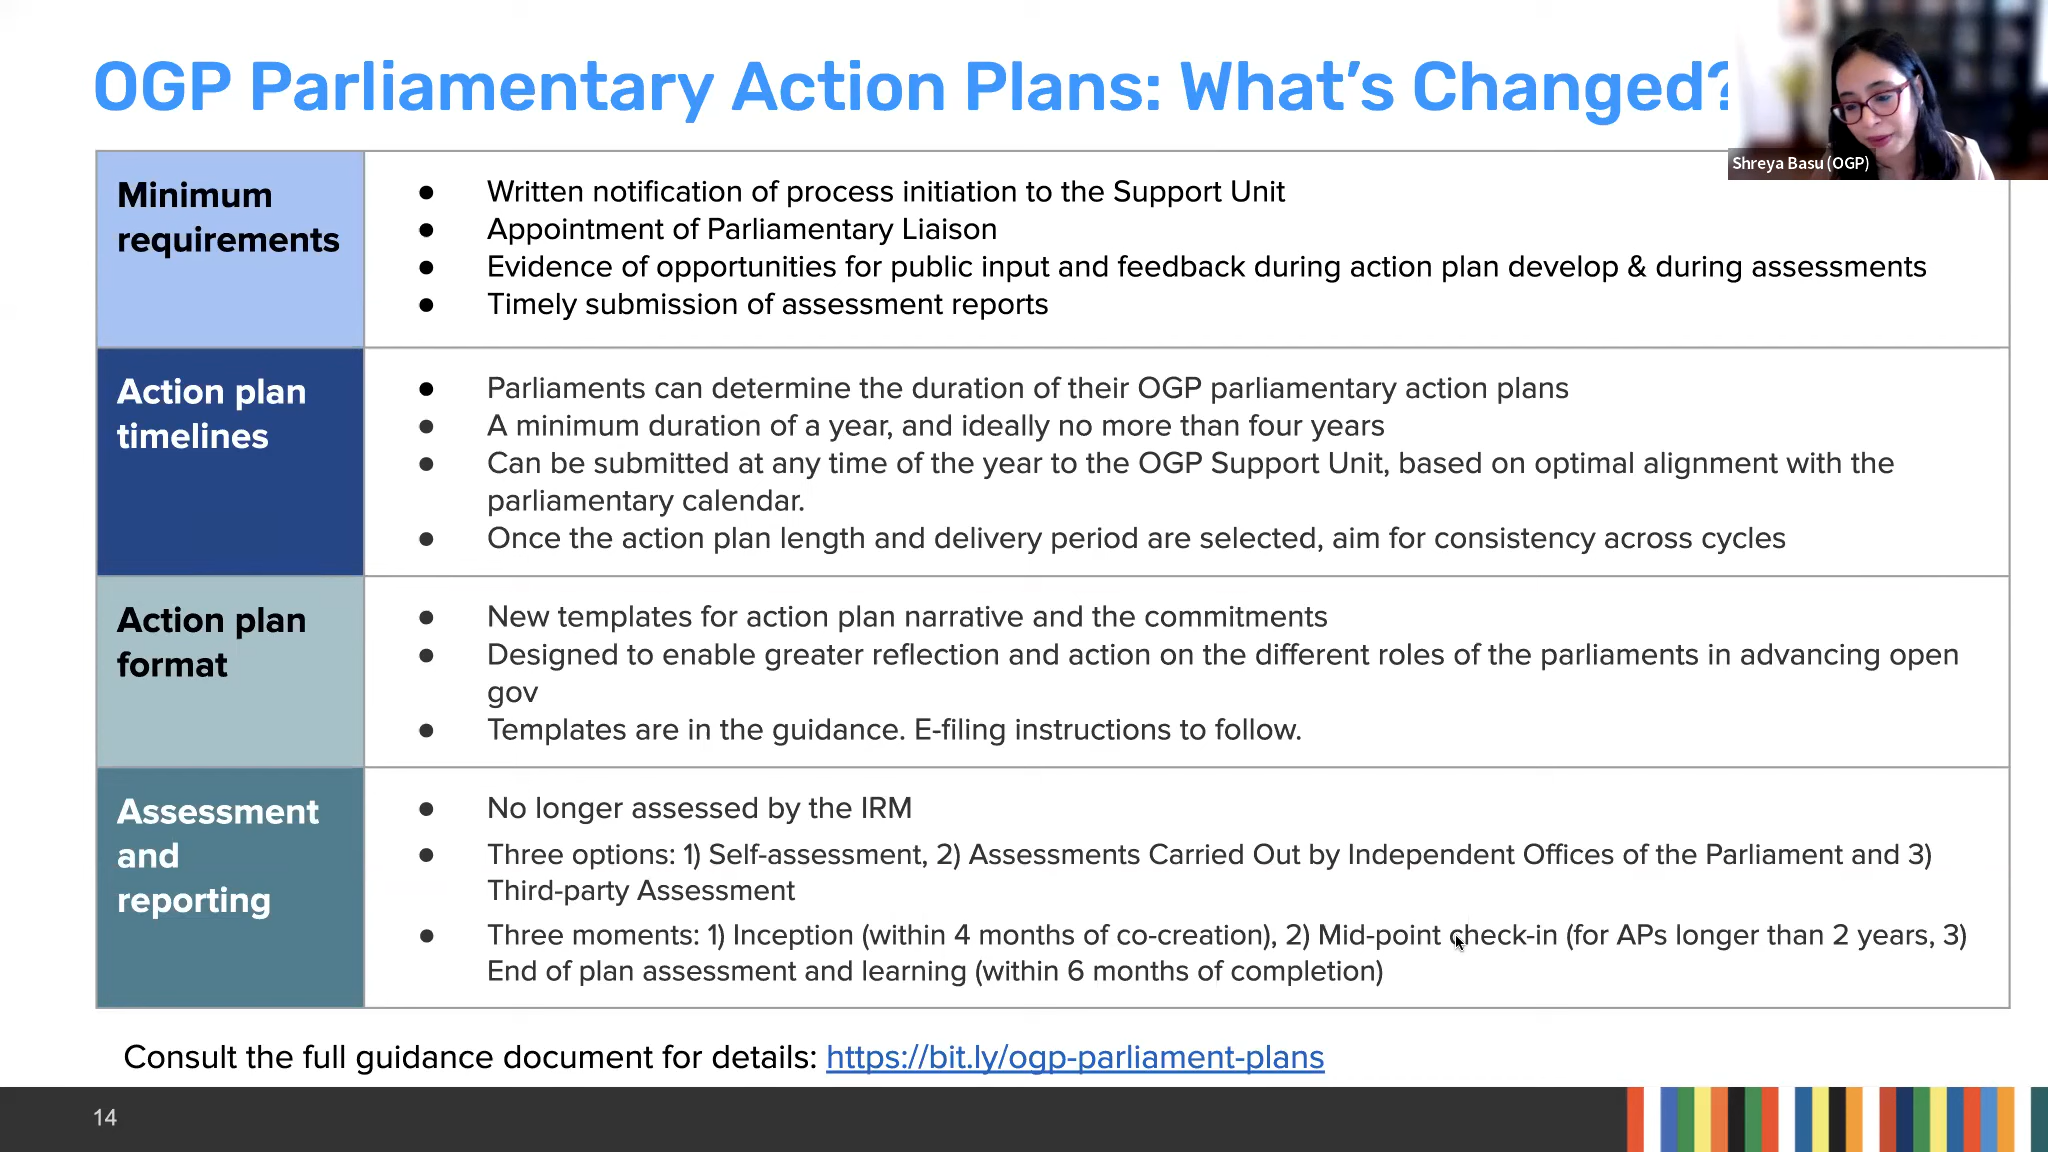 OGP Parliamentary Action Plans: What's Changed?
Shreya Basu (OGP)
Minimum
requirements
● Written notification of process initiation to the Support Unit
● Appointment of Parliamentary Liaison
● Evidence of opportunities for public input and feedback during action plan develop & during assessments
● Timely submission of assessment reports
Action plan
timelines
● Parliaments can determine the duration of their OGP parliamentary action plans
● A minimum duration of a year, and ideally no more than four years
● Can be submitted at any time of the year to the OGP Support Unit, based on optimal alignment with the
parliamentary calendar.
● Once the action plan length and delivery period are selected, aim for consistency across cycles
Action plan
format
● New templates for action plan narrative and the commitments
● Designed to enable greater reflection and action on the different roles of the parliaments in advancing open
gov
● Templates are in the guidance. E-filing instructions to follow.
Assessment
and
reporting
● No longer assessed by the IRM
● Three options: 1) Self-assessment, 2) Assessments Carried Out by Independent Offices of the Parliament and 3)
Third-party Assessment
● Three moments: 1) Inception (within 4 months of co-creation), 2) Mid-point check-in (for APs longer than 2 years, 3)
End of plan assessment and learning (within 6 months of completion)
Consult the full guidance document for details: https://bit.ly/ogp-parliament-plans
14